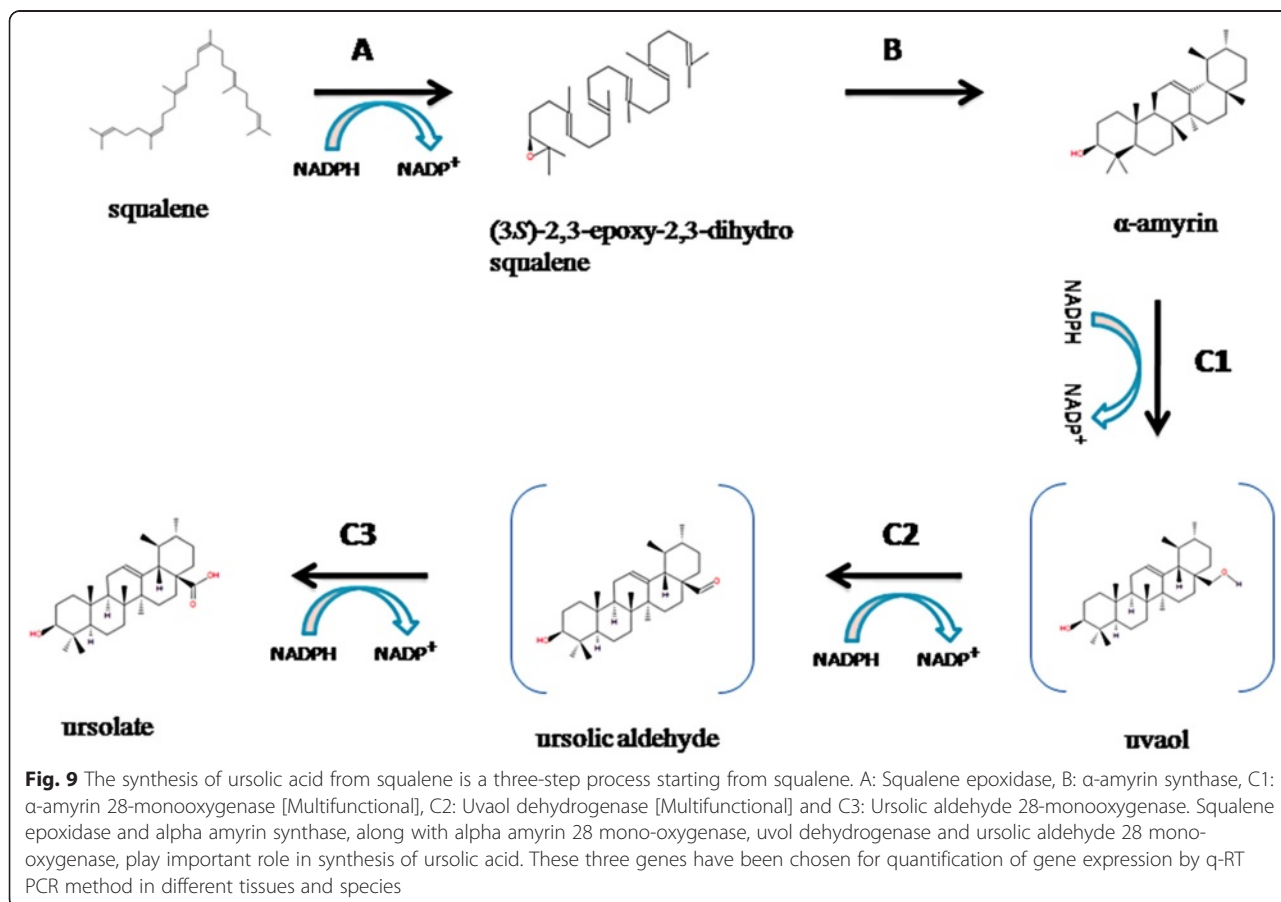 A
B
NADPH NADP+
squalene
(3S)-2,3-epoxy-2,3-dihydro
squalene
HO
α-amyrin
NADPH NADP+
C1
C3
C2
HO
H
H
OH
O
HO
H
H
O
HO
H
H
O
H
NADPH NADP+
NADPH NADP+
ursolate
ursolic aldehyde
uvaol
Fig. 9 The synthesis of ursolic acid from squalene is a three-step process starting from squalene. A: Squalene epoxidase, B: α-amyrin synthase, C1:
α-amyrin 28-monooxygenase [Multifunctional], C2: Uvaol dehydrogenase [Multifunctional] and C3: Ursolic aldehyde 28-monooxygenase. Squalene
epoxidase and alpha amyrin synthase, along with alpha amyrin 28 mono-oxygenase, uvol dehydrogenase and ursolic aldehyde 28 mono-
oxygenase, play important role in synthesis of ursolic acid. These three genes have been chosen for quantification of gene expression by q-RT
PCR method in different tissues and species